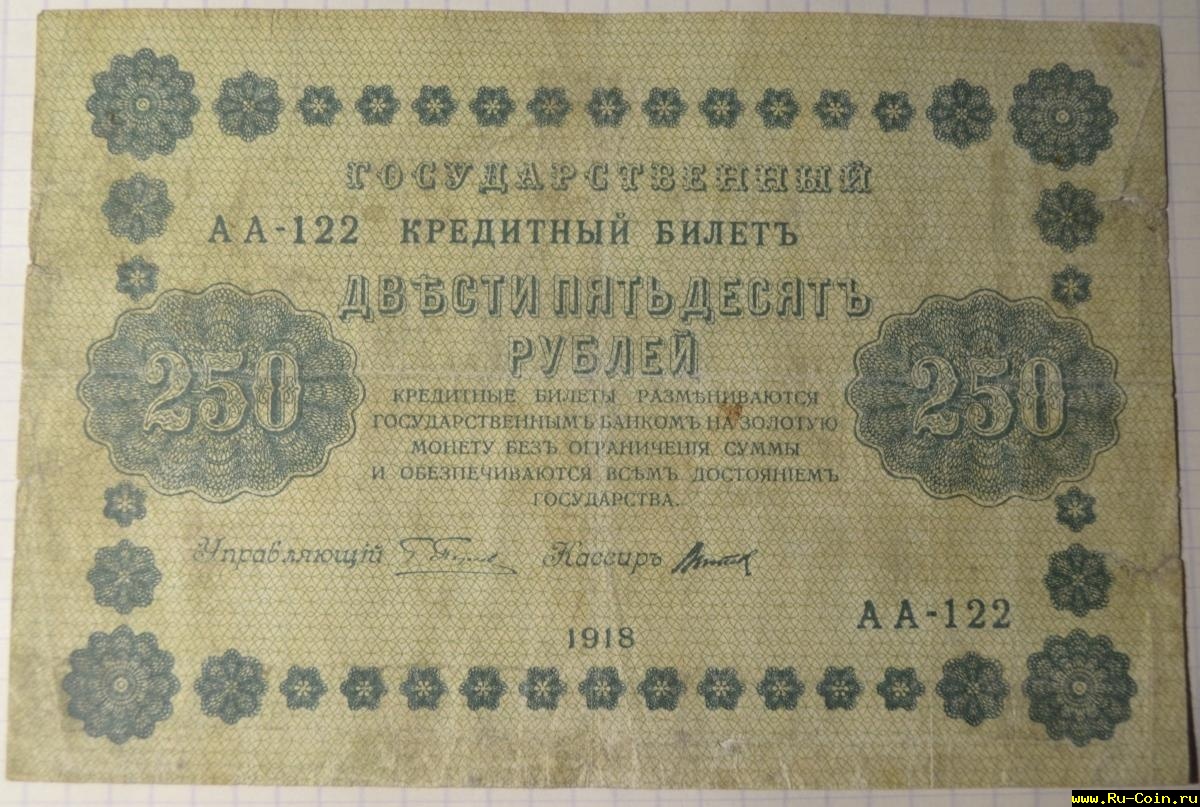 ГОСУДАРСТВЕННЫЙ
АА-122 КРЕДИТНЫЙ БИЛЕТЪ
ДВѢСТИ ПЯТЬДЕСЯТЪ
РУБЛЕЙ
250
250
КРЕДИТНЫЕ БИЛЕТЫ РАЗМѢНИВАЮТСЯ
ГОСУДАРСТВЕННЫМЪ БАНКОМЪ НА ЗОЛОТУЮ
МОНЕТУ БЕЗЪ ОГРАНИЧЕНІЯ СУММЫ
И ОБЕЗПЕЧИВАЮТСЯ ВСѢМЪ ДОСТОЯНІЕМЪ
ГОСУДАРСТВА.
Управляющій Кассиръ
АА-122
1918
www.Ru-Coin.ru